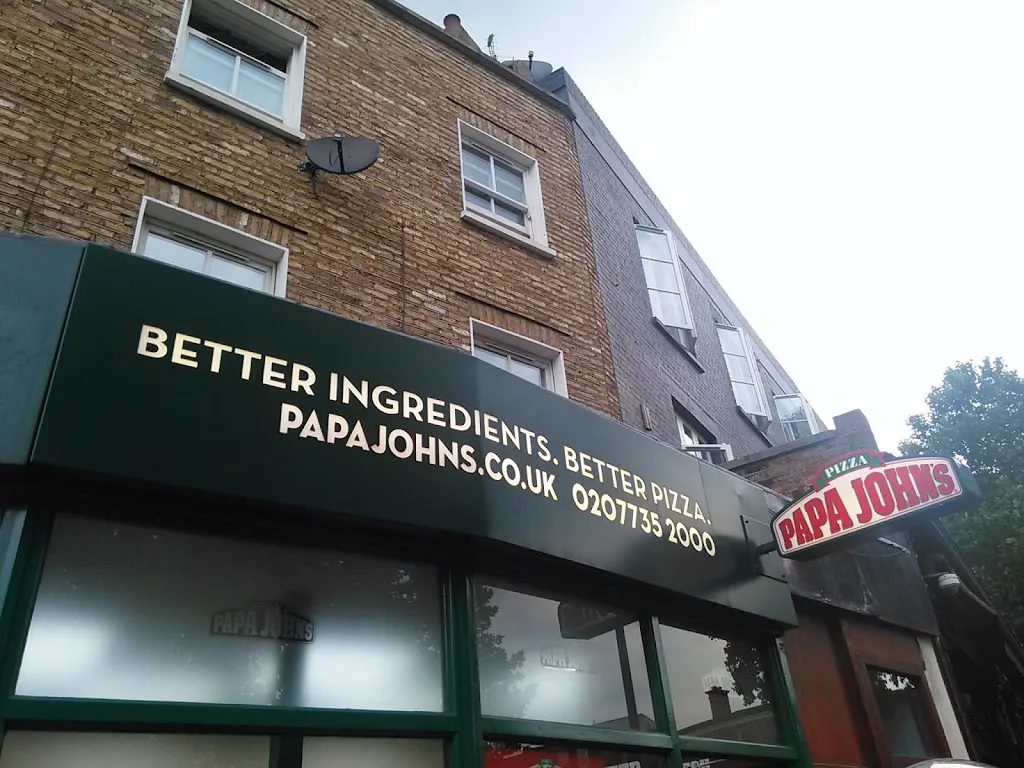 BETTER INGREDIENTS. BETTER PIZZA.
PAPAJOHNS.CO.UK 0207735 2000
PIZZA
PAPA JOHN'S
PAPA JOHNS